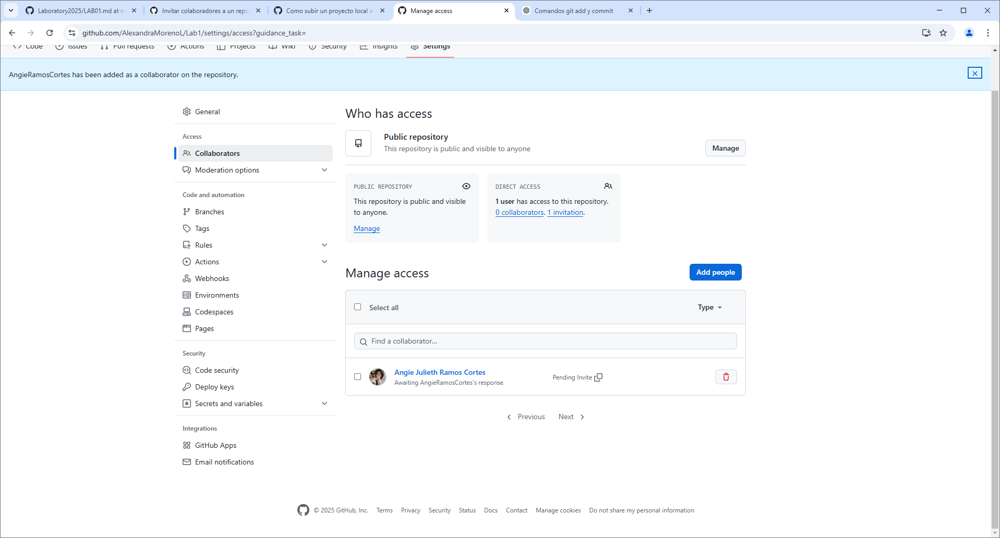 Laboratory2025/LAB01.md at m
Invitar colaboradores a un repo
Como subir un proyecto local a
Manage access
Comandos git add y commit
github.com/AlexandraMorenoL/Lab1/settings/access?guidance_task=
Code Issues Pull requests Actions Projects Wiki Security Insights Settings
AngieRamosCortes has been added as a collaborator on the repository.
General
Access
Collaborators
Moderation options
Code and automation
Branches
Tags
Rules
Actions
Webhooks
Environments
Codespaces
Pages
Security
Code security
Deploy keys
Secrets and variables
Integrations
GitHub Apps
Email notifications
Who has access
Public repository
This repository is public and visible to anyone
Manage
PUBLIC REPOSITORY
This repository is public and visible
to anyone.
Manage
DIRECT ACCESS
1 user has access to this repository.
0 collaborators. 1 invitation.
Manage access
Add people
Select all
Type
Find a collaborator...
Angie Julieth Ramos Cortes
Awaiting AngieRamosCortes's response
Pending Invite
Previous Next
© 2025 GitHub, Inc. Terms Privacy Security Status Docs Contact Manage cookies Do not share my personal information